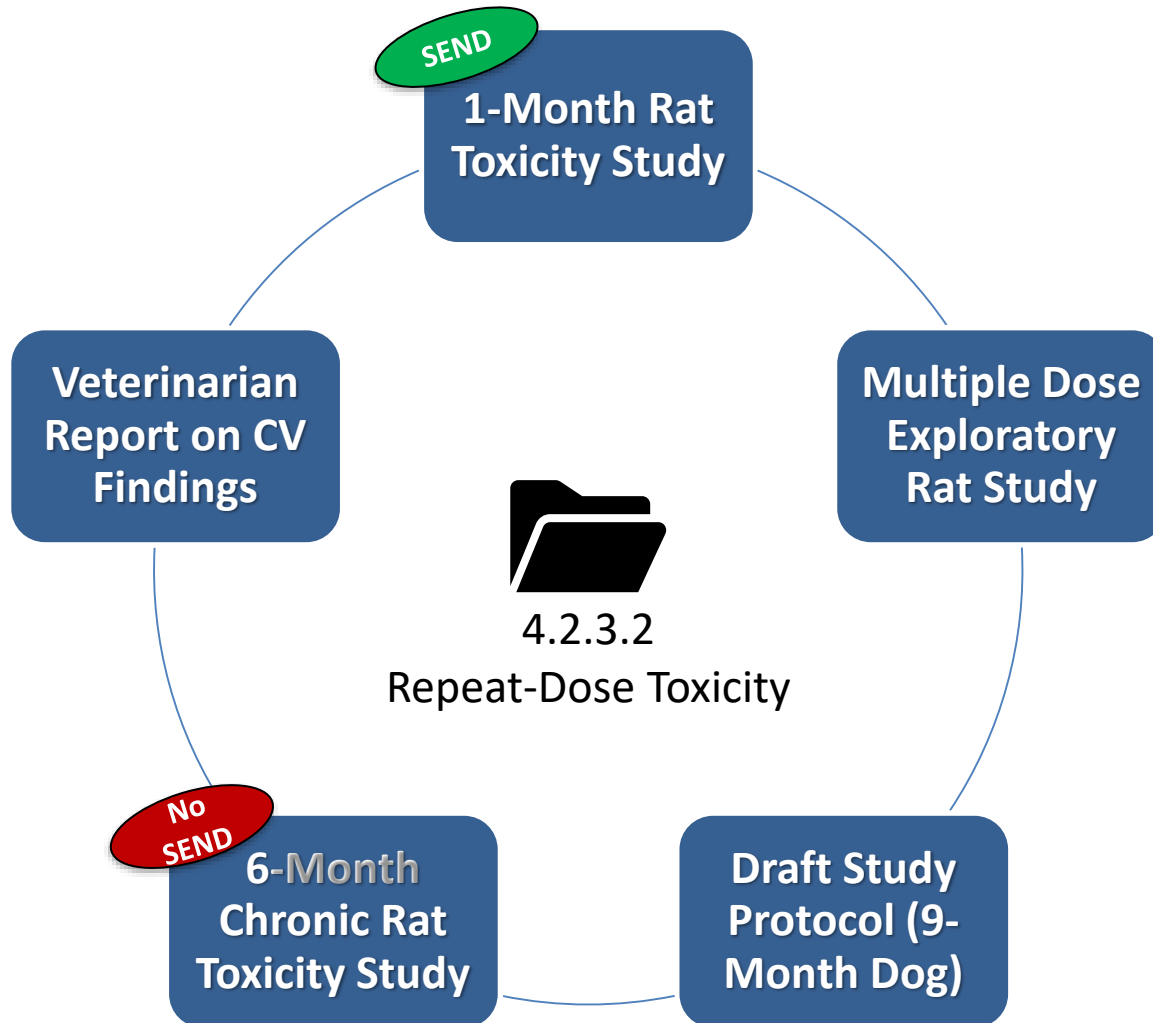 SEND
1-Month Rat
Toxicity Study
Veterinarian
Report on CV
Findings
Multiple Dose
Exploratory
Rat Study
4.2.3.2
Repeat-Dose Toxicity
No
SEND
6-Month
Chronic Rat
Toxicity Study
Draft Study
Protocol (9-
Month Dog)